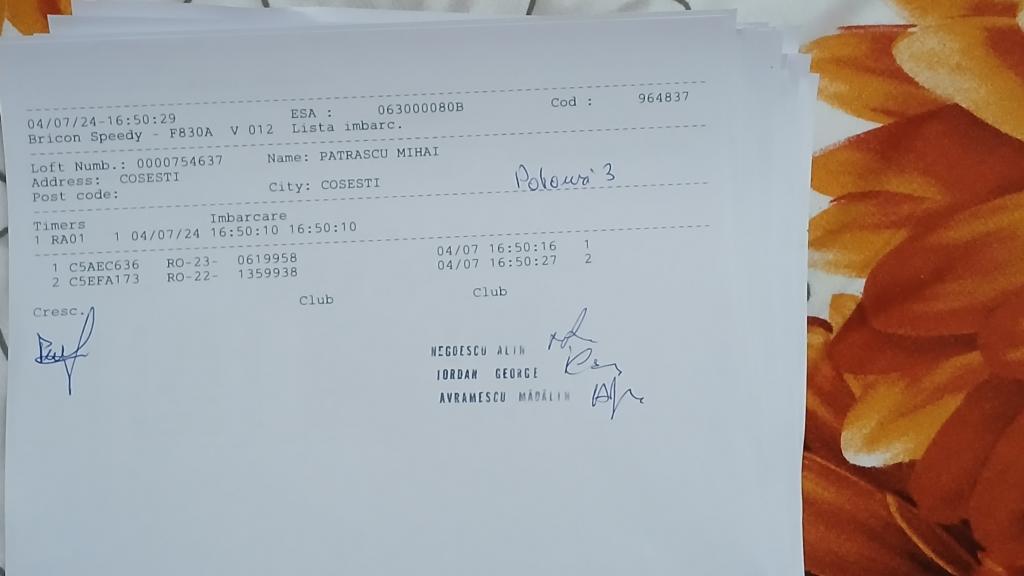 04/07/24-16:50:29 ESA : 063000080B Cod : 964837
Bricon Speedy - F830A V 012 Lista imbarc.
Loft Numb.: 0000754637 Name: PATRASCU MIHAI
Address: COSESTI
Post code: City: COSESTI
3
Timers Imbarcare
1 RA01 1 04/07/24 16:50:10 16:50:10
1 C5AEC636 RO-23- 0619958 04/07 16:50:16 1
2 C5EFA173 RO-22- 1359938 04/07 16:50:27 2
Cresc. Club Club
NEGOESCU ALIN
IORDAN GEORGE
AVRAMESCU MĂDĂLIN